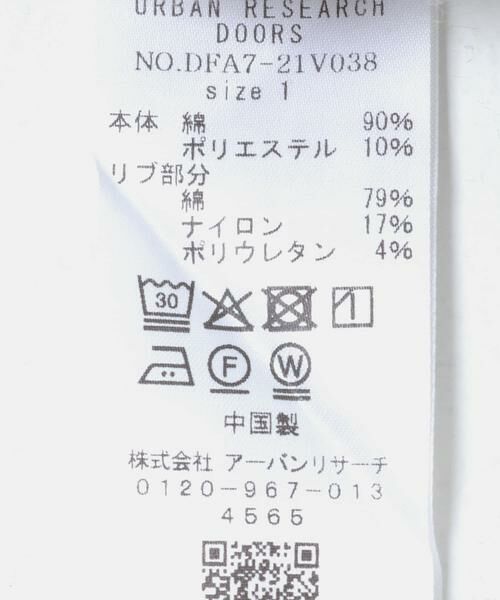 URBAN RESEARCH
DOORS
NO.DFA7-21V038
size 1
本体 綿 90%
ポリエステル 10%
リブ部分
綿 79%
ナイロン 17%
ポリウレタン 4%
30
F W
中国製
株式会社 アーバンリサーチ
0120-967-013
4565